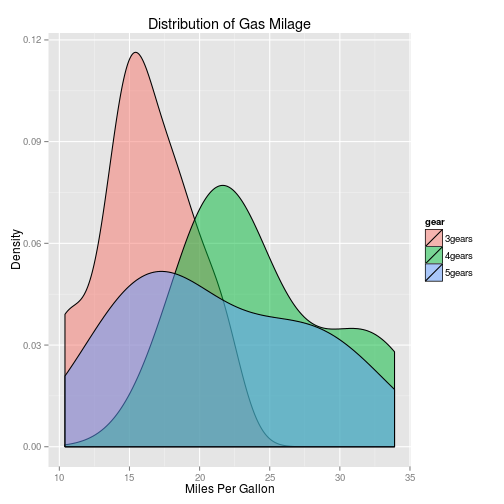 Distribution of Gas Milage
0.12
0.09
0.06
0.03
0.00
Density
10 15 20 25 30 35
Miles Per Gallon
gear
3gears
4gears
5gears